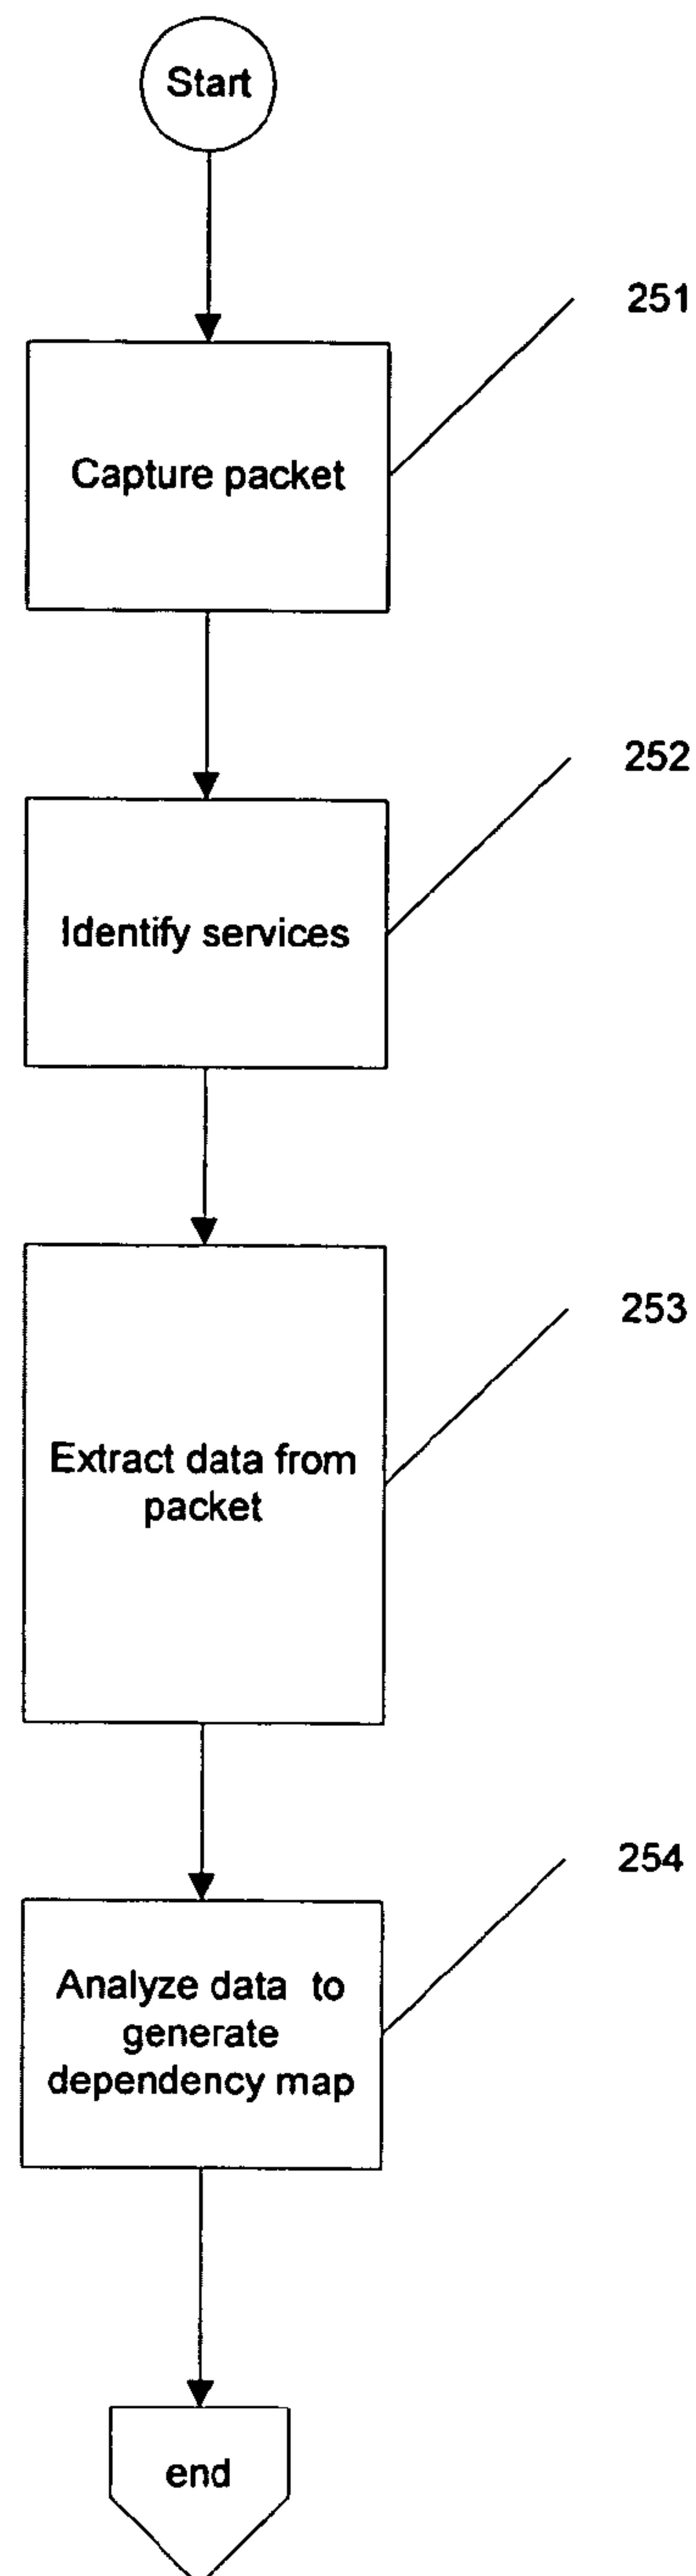 Start
251
Capture packet
252
Identify services
253
Extract data from
packet
254
Analyze data to
generate
dependency map
end